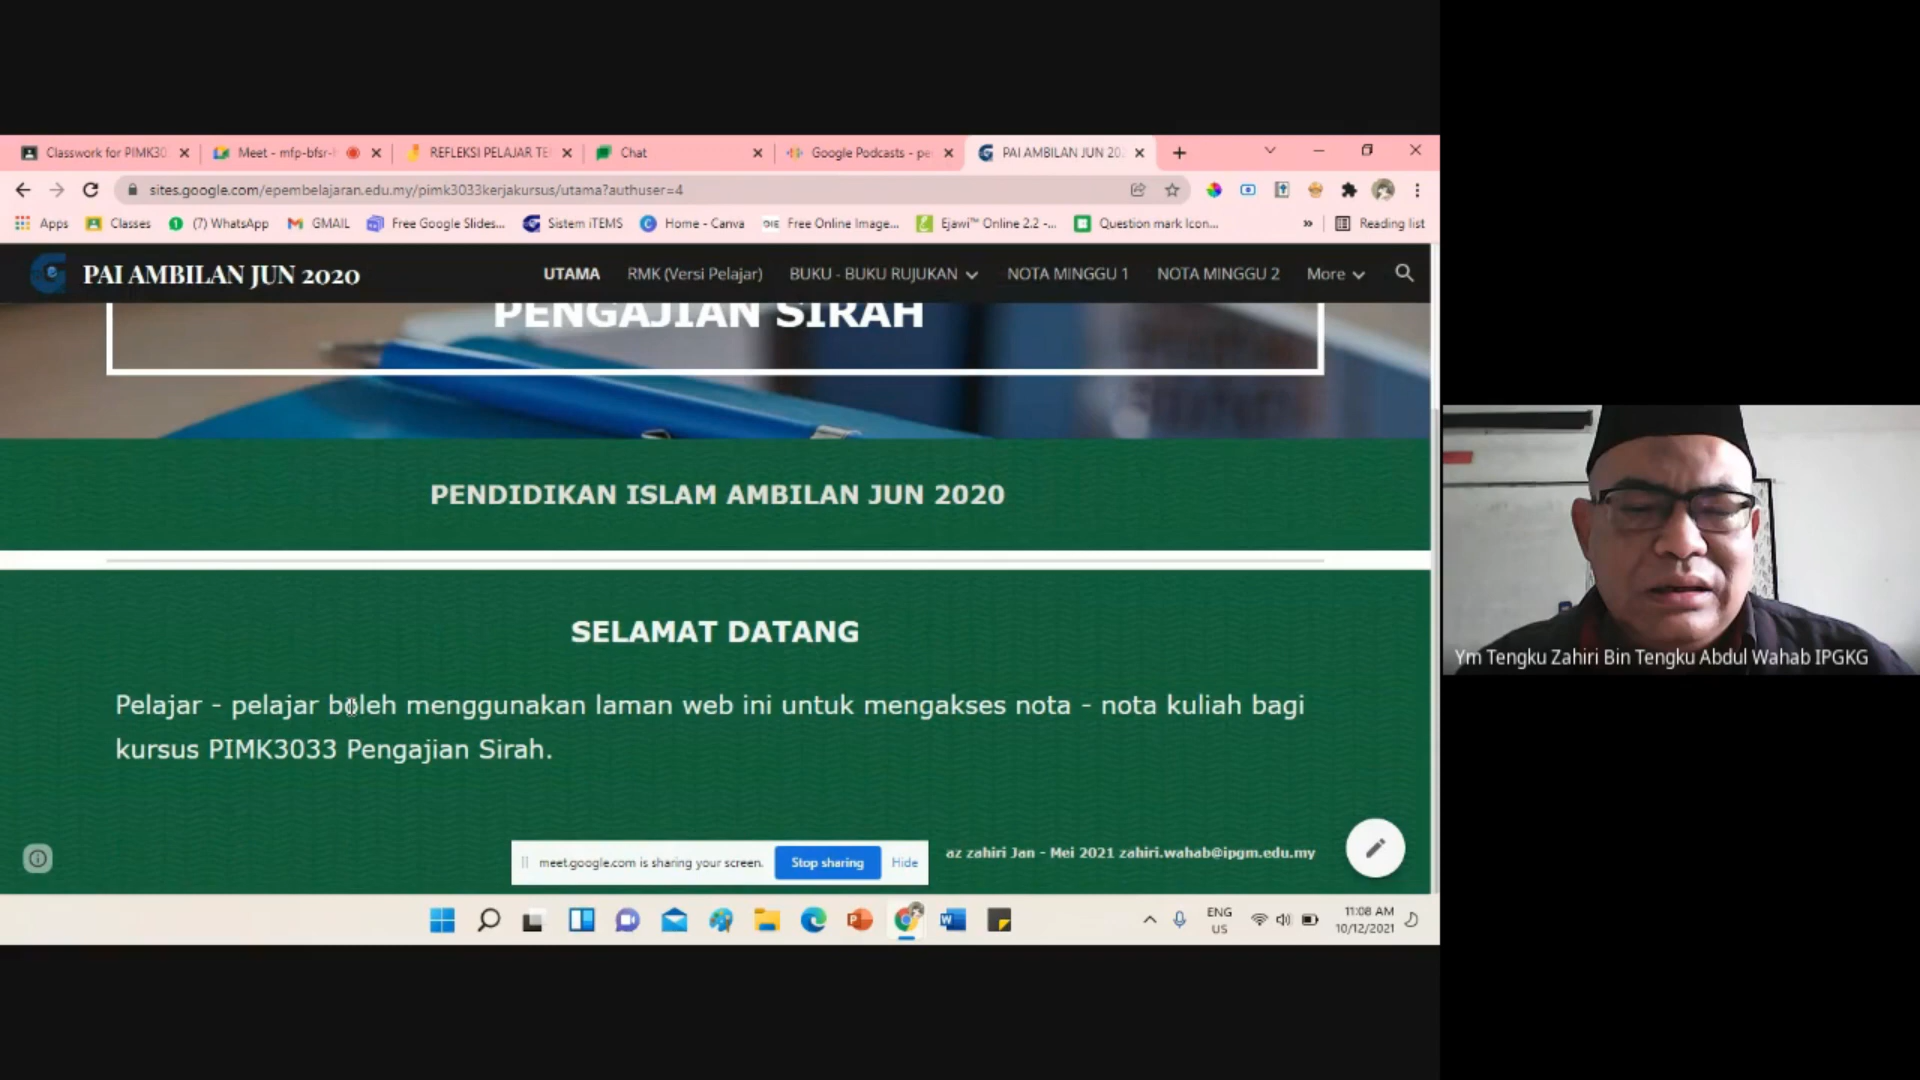 Classwork for PIMK30
Meet - mfp-bfsr-
REFLEKSI PELAJAR TE
Chat
Google Podcasts - pe
PAI AMBILAN JUN 20
sites.google.com/epembelajaran.edu.my/pimk3033kerjakursus/utama?authuser=4
Apps
Classes
(7) WhatsApp
GMAIL
Free Google Slides...
Sistem iTEMS
Home - Canva
OIE Free Online Image...
Ejawi™ Online 2.2 -...
Question mark Icon...
»
Reading list
PAI AMBILAN JUN 2020
UTAMA
RMK (Versi Pelajar)
BUKU - BUKU RUJUKAN
NOTA MINGGU 1
NOTA MINGGU 2
More
PENGAJIAN SIRAH
PENDIDIKAN ISLAM AMBILAN JUN 2020
SELAMAT DATANG
Pelajar - pelajar boleh menggunakan laman web ini untuk mengakses nota - nota kuliah bagi
kursus PIMK3033 Pengajian Sirah.
Ym Tengku Zahiri Bin Tengku Abdul Wahab IPGKG
az zahiri Jan - Mei 2021 zahiri.wahab@ipgm.edu.my
meet.google.com is sharing your screen.
Stop sharing
Hide
ENG
US
11:08 AM
10/12/2021